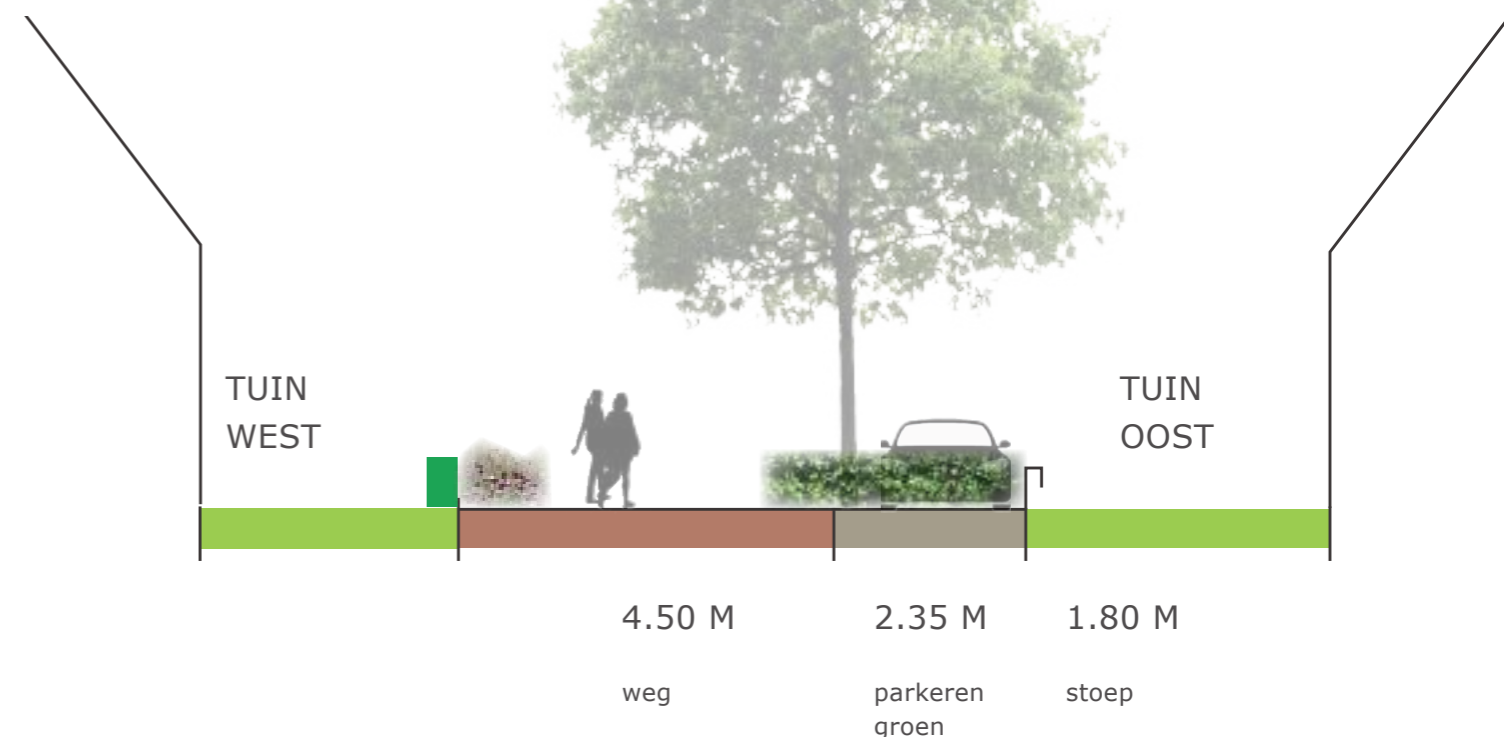 TUIN
WEST
TUIN
OOST
4.50 M
2.35 M
1.80 M
weg
parkeren
groen
stoep